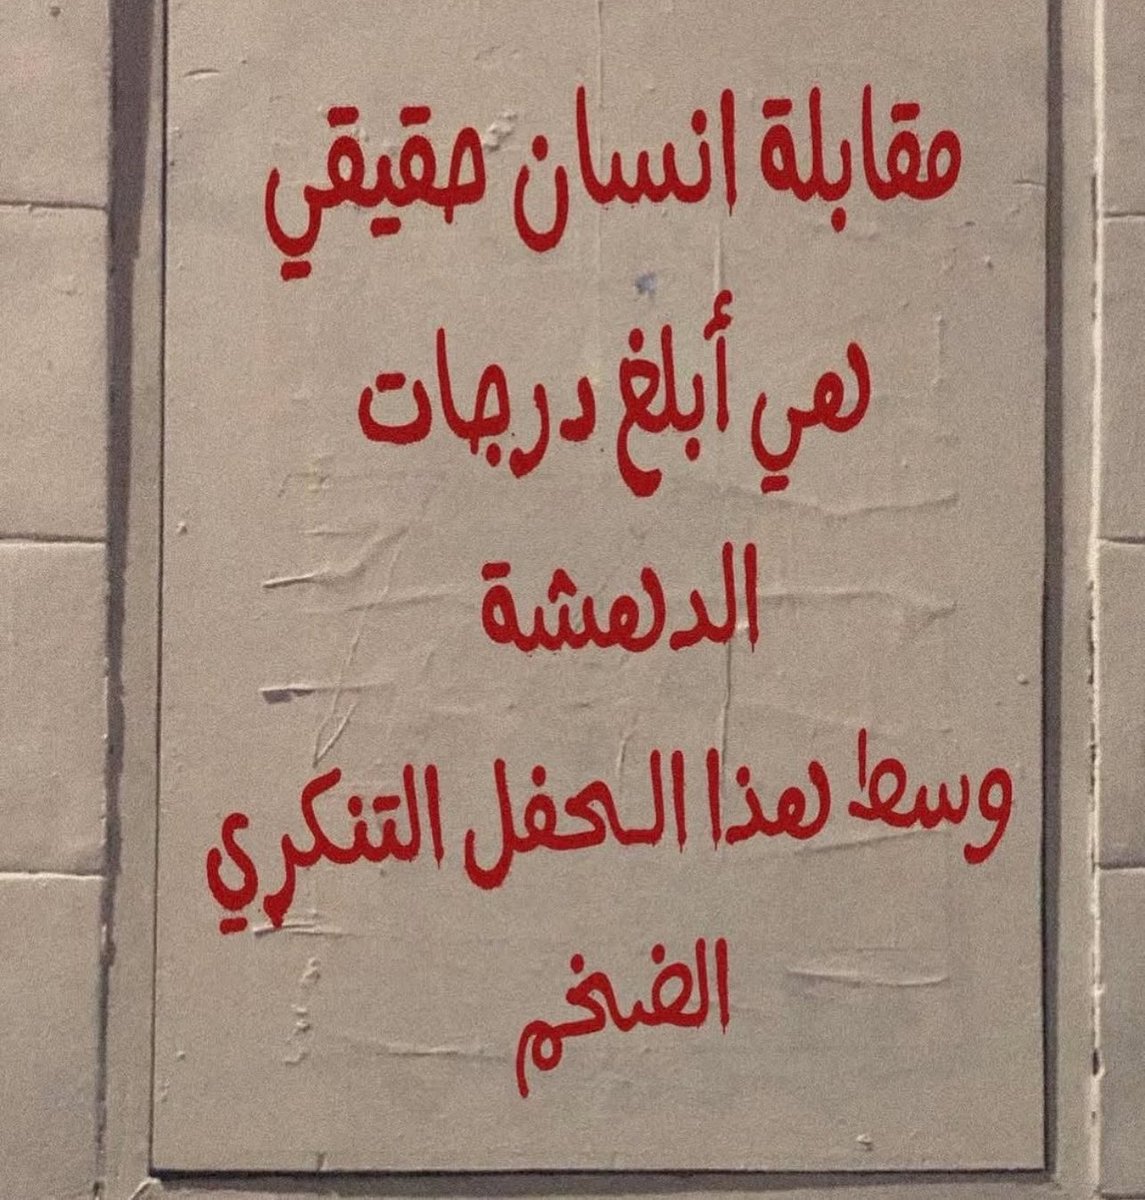 مقابلة انسان حقيقي
هي أبلغ درجات
الدهشة
وسط هذا الحفل التنكري
الضخم